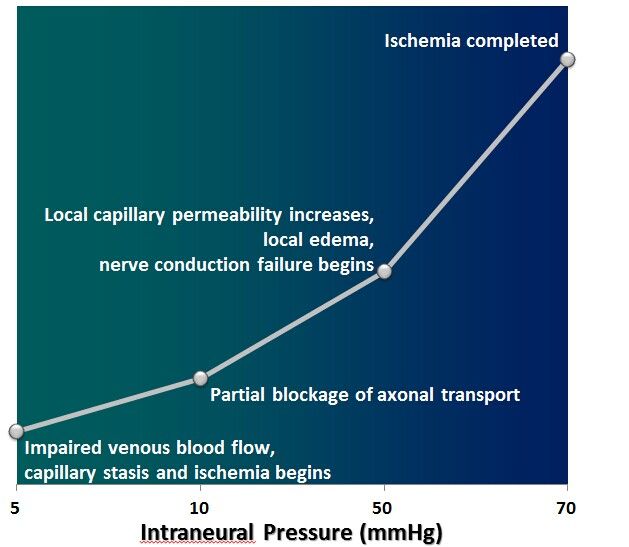 Ischemia completed
Local capillary permeability increases,
local edema,
nerve conduction failure begins
Partial blockage of axonal transport
Impaired venous blood flow,
capillary stasis and ischemia begins
5 10 50 70
Intraneural Pressure (mmHg)